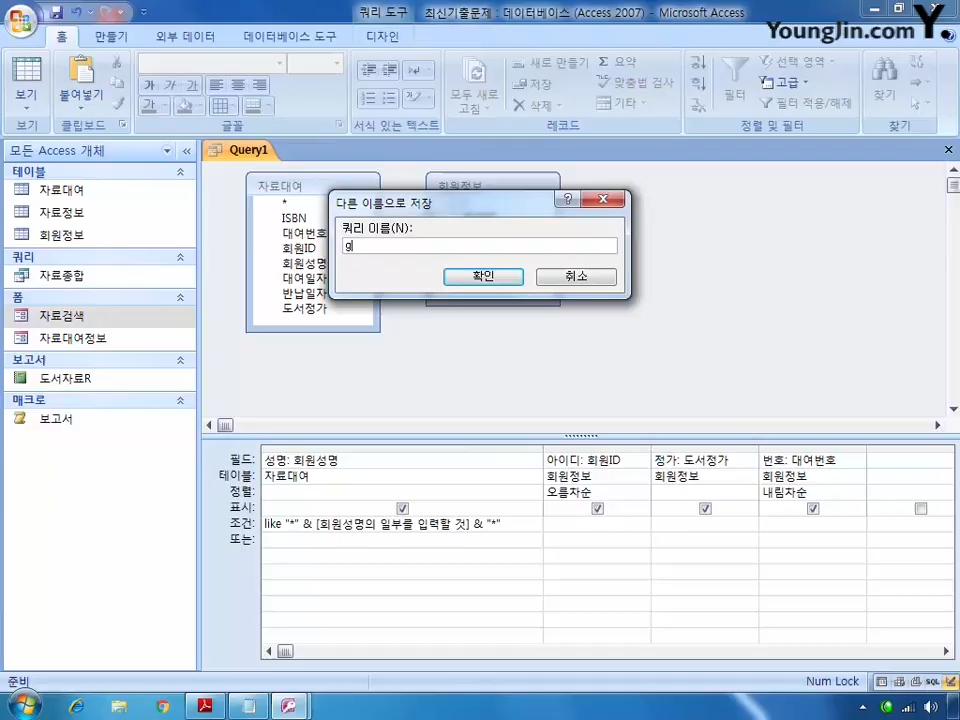 쿼리 도구
최신기출문제 : 데이터베이스 (Access 2007) - Microsoft Access
YoungJin.com Y.
홈 만들기 외부 데이터 데이터베이스 도구 디자인
보기
붙여넣기
가 가 가
가
모두 새로 고침
새로 만들기
저장
삭제
요약
맞춤법 검사
기타
필터
선택 영역
고급
필터 적용/해제
찾기
보기 클립보드 글꼴 서식 있는 텍스트 레코드 정렬 및 필터 찾기
모든 Access 개체
테이블
자료대여
자료정보
회원정보
쿼리
자료종합
폼
자료검색
자료대여정보
보고서
도서자료R
매크로
보고서
Query1
자료대여
*
ISBN
대여번호
회원ID
회원성명
대여일자
반납일자
도서정가
회원정보
다른 이름으로 저장
쿼리 이름(N):
g
확인 취소
필드: 성명: 회원성명 아이디: 회원ID 정가: 도서정가 번호: 대여번호
테이블: 자료대여 회원정보 회원정보 회원정보
정렬: 오름차순 내림차순
표시:
조건: like "*" & [회원성명의 일부를 입력할 것] & "*"
또는:
준비
Num Lock
SQL